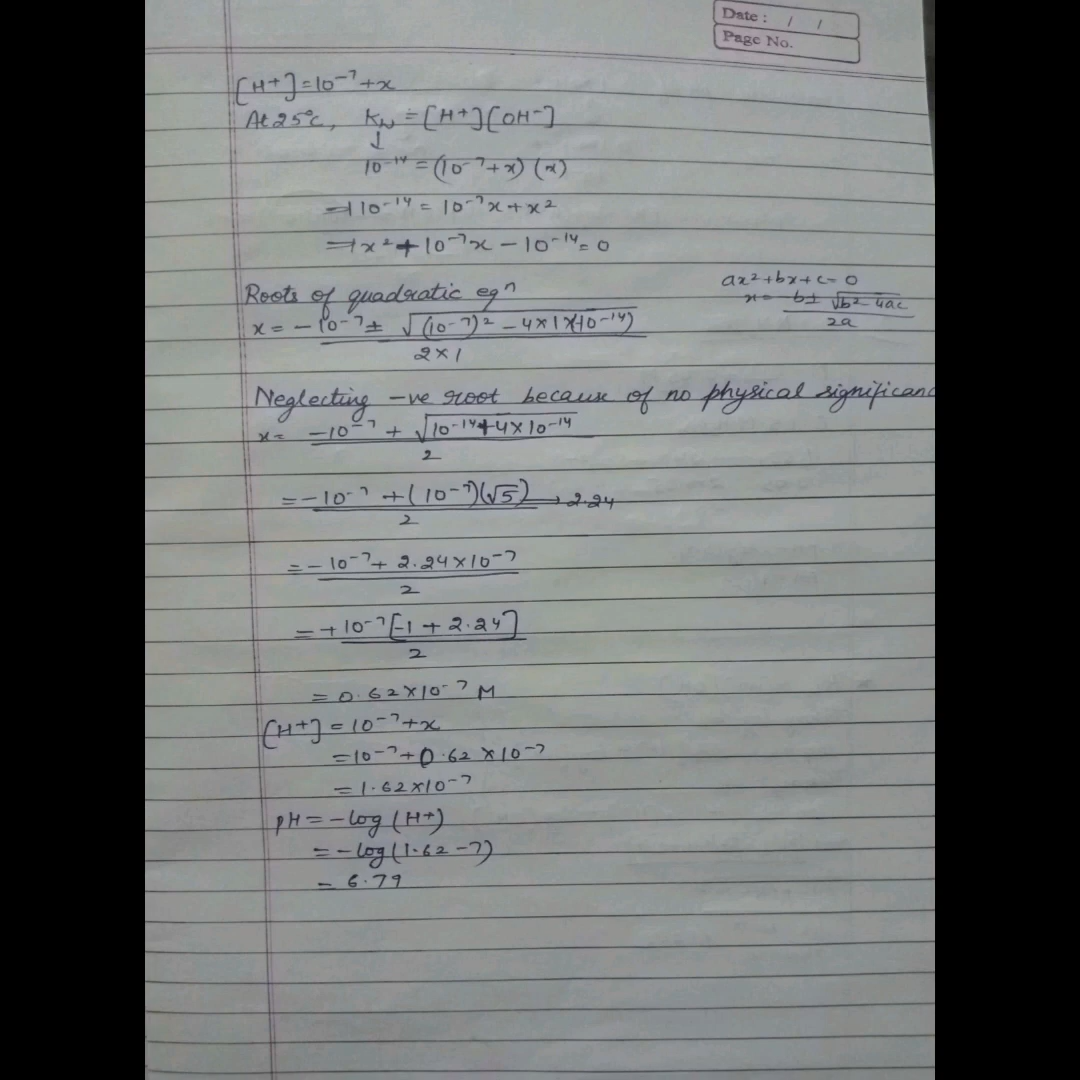 Date : / /
Page No.
[H+]=10⁻⁷+x
At 25°C, Kw = [H+][OH-]
↓
10⁻¹⁴ = (10⁻⁷+x) (x)
⇒10⁻¹⁴ = 10⁻⁷x+x²
⇒x²+10⁻⁷x-10⁻¹⁴=0
ax²+bx+c=0
Roots of quadratic eqⁿ
x = -b± √b²-4ac
2a
x = -10⁻⁷ ± √(10⁻⁷)² - 4×1×(-10⁻¹⁴)
2×1
Neglecting -ve root because of no physical significanc
x= -10⁻⁷ + √10⁻¹⁴+4×10⁻¹⁴
2
= -10⁻⁷ +(10⁻⁷)(√5) → 2.24
2
= -10⁻⁷+ 2.24×10⁻⁷
2
= +10⁻⁷[-1 + 2.24]
2
= 0.62×10⁻⁷ M
[H+] = 10⁻⁷+x
=10⁻⁷+0.62 ×10⁻⁷
= 1.62×10⁻⁷
pH = -log (H+)
= -log(1.62-7)
= 6.79